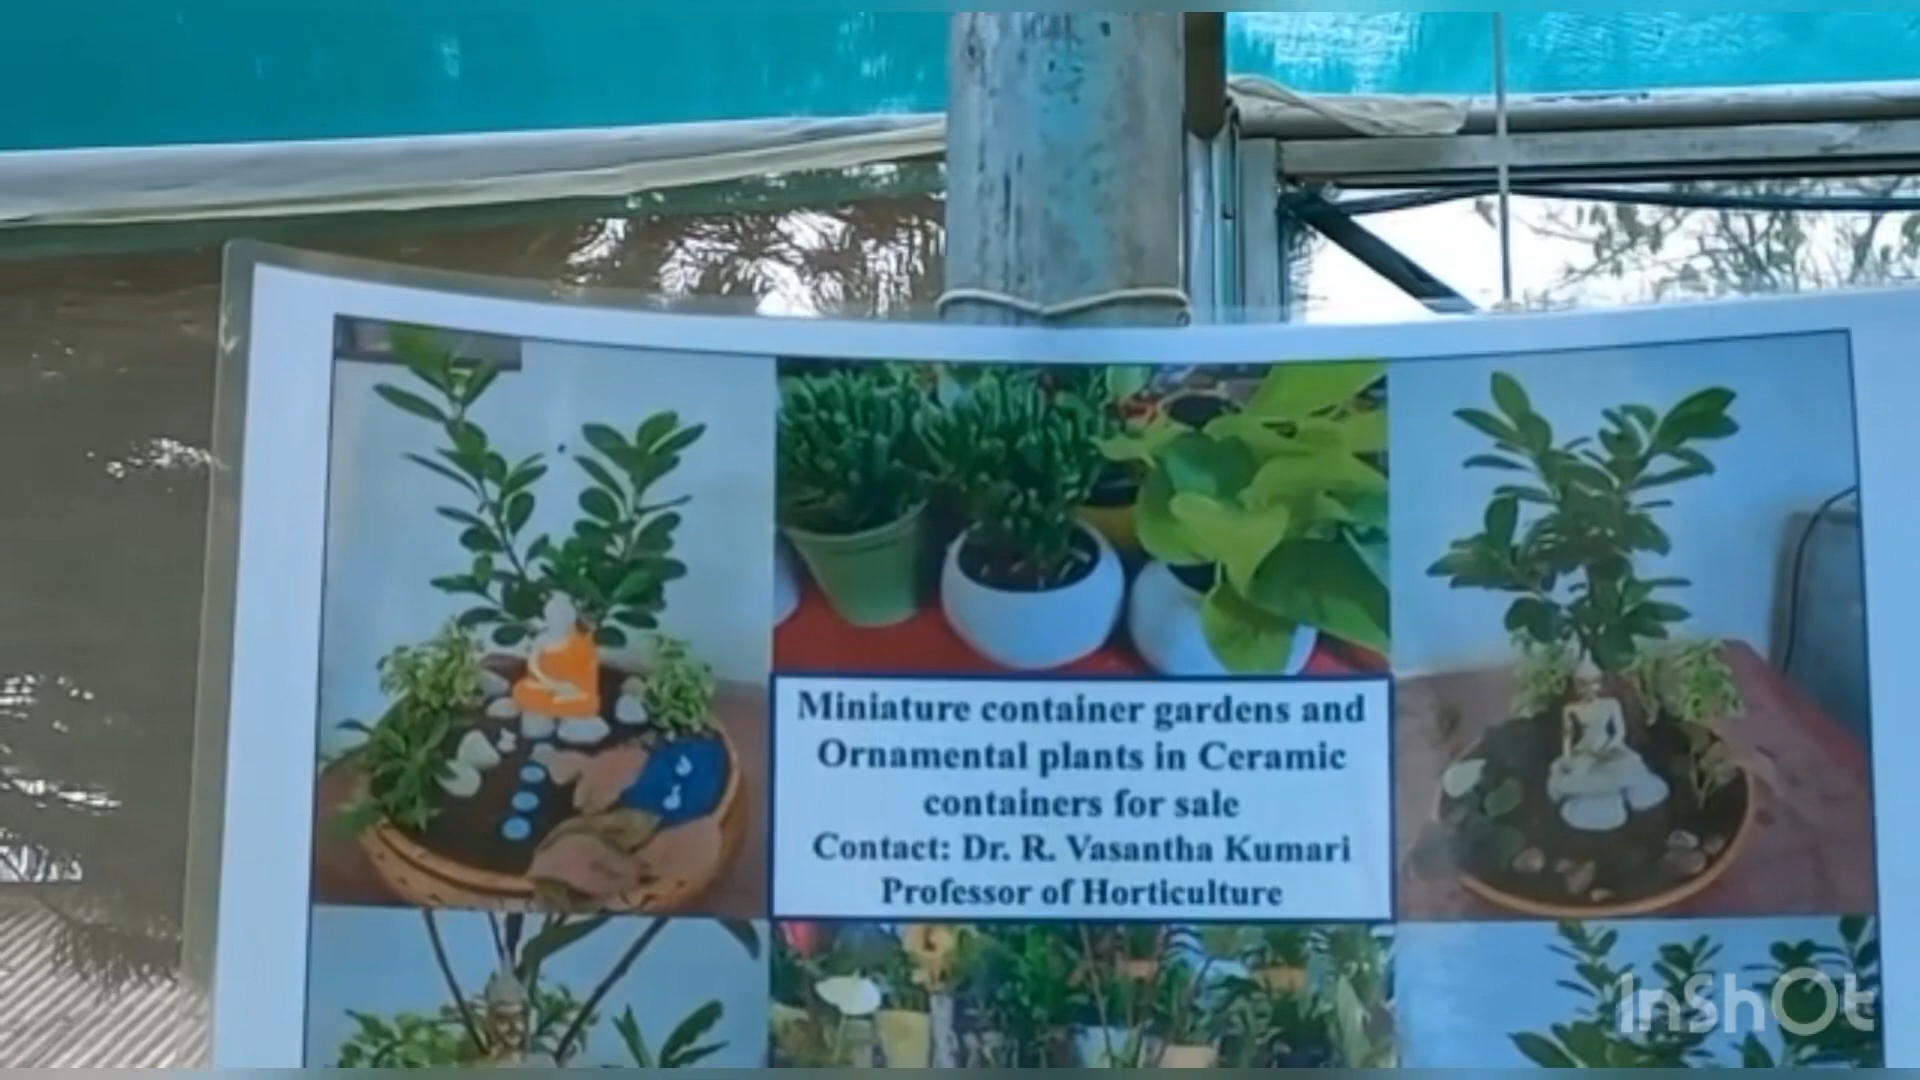 Miniature container gardens and
Ornamental plants in Ceramic
containers for sale
Contact: Dr. R. Vasantha Kumari
Professor of Horticulture
InShOt